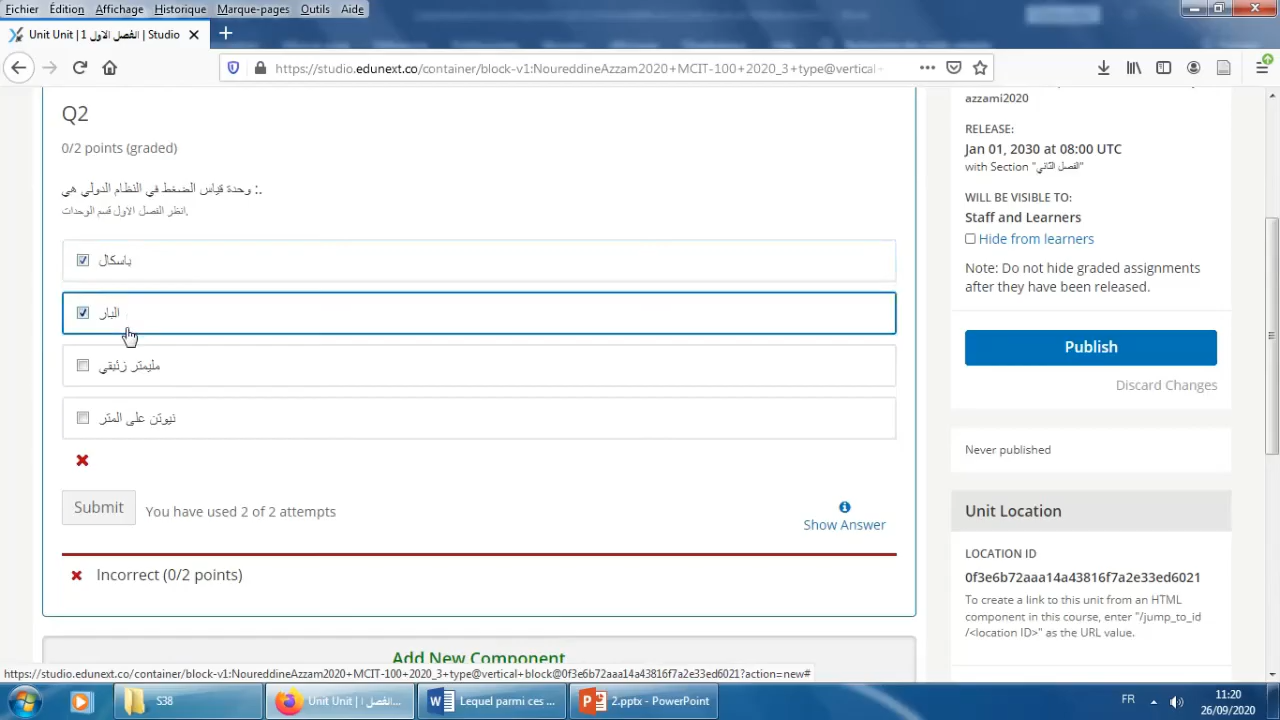 Fichier Édition Affichage Historique Marque-pages Outils Aide
Unit Unit | الفصل الاول 1 | Studio
https://studio.edunext.co/container/block-v1:NoureddineAzzam2020+MCIT-100+2020_3+type@vertical+
Q2
0/2 points (graded)
وحدة قياس الضغط في النظام الدولي هي :.
انظر الفصل الاول قسم الوحدات.
باسكال
البار
مليمتر زئبقي
نيوتن على المتر
Submit
You have used 2 of 2 attempts
Show Answer
Incorrect (0/2 points)
Add New Component
azzami2020
RELEASE:
Jan 01, 2030 at 08:00 UTC
with Section "الفصل الثاني"
WILL BE VISIBLE TO:
Staff and Learners
Hide from learners
Note: Do not hide graded assignments
after they have been released.
Publish
Discard Changes
Never published
Unit Location
LOCATION ID
0f3e6b72aaa14a43816f7a2e33ed6021
To create a link to this unit from an HTML
component in this course, enter "/jump_to_id
/<location ID>" as the URL value.
https://studio.edunext.co/container/block-v1:NoureddineAzzam2020+MCIT-100+2020_3+type@vertical+block@0f3e6b72aaa14a43816f7a2e33ed6021?action=new#
S38
Unit Unit | الفصل ا...
Lequel parmi ces ...
2.pptx - PowerPoint
FR
11:20
26/09/2020